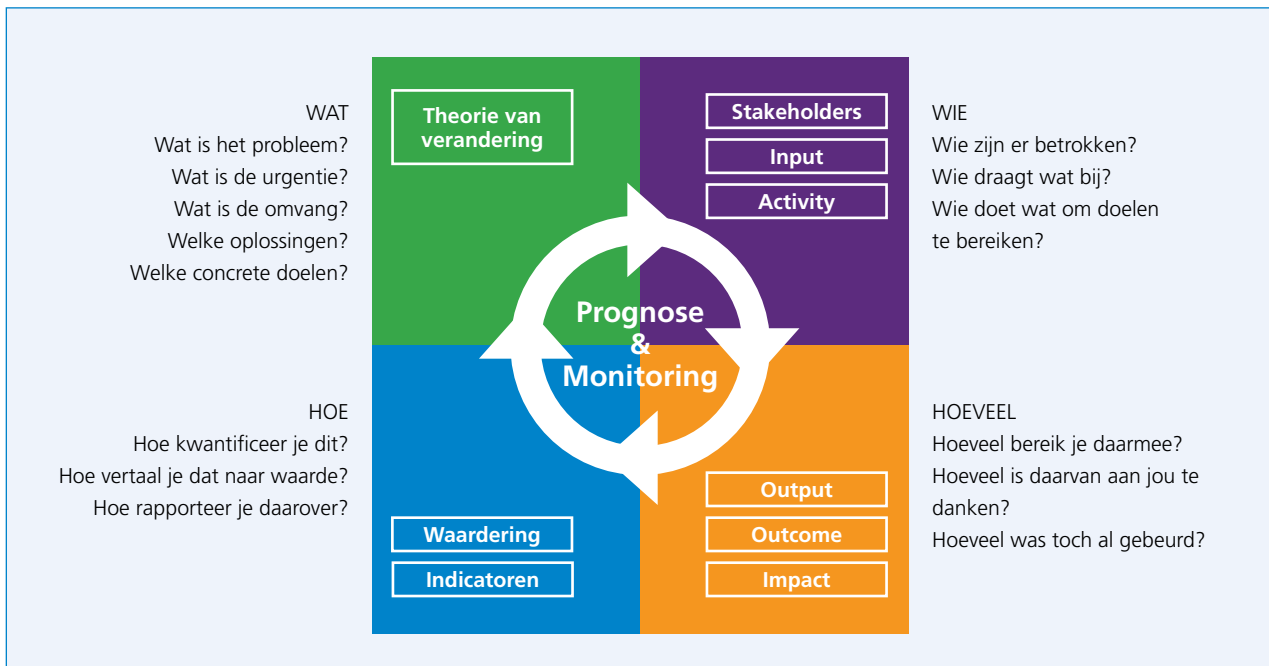 WAT
Wat is het probleem?
Wat is de urgentie?
Wat is de omvang?
Welke oplossingen?
Welke concrete doelen?
Theorie van
verandering
Stakeholders
Input
Activity
WIE
Wie zijn er betrokken?
Wie draagt wat bij?
Wie doet wat om doelen
te bereiken?
Prognose
&
Monitoring
HOE
Hoe kwantificeer je dit?
Hoe vertaal je dat naar waarde?
Hoe rapporteer je daarover?
Waardering
Indicatoren
Output
Outcome
Impact
HOEVEEL
Hoeveel bereik je daarmee?
Hoeveel is daarvan aan jou te
danken?
Hoeveel was toch al gebeurd?